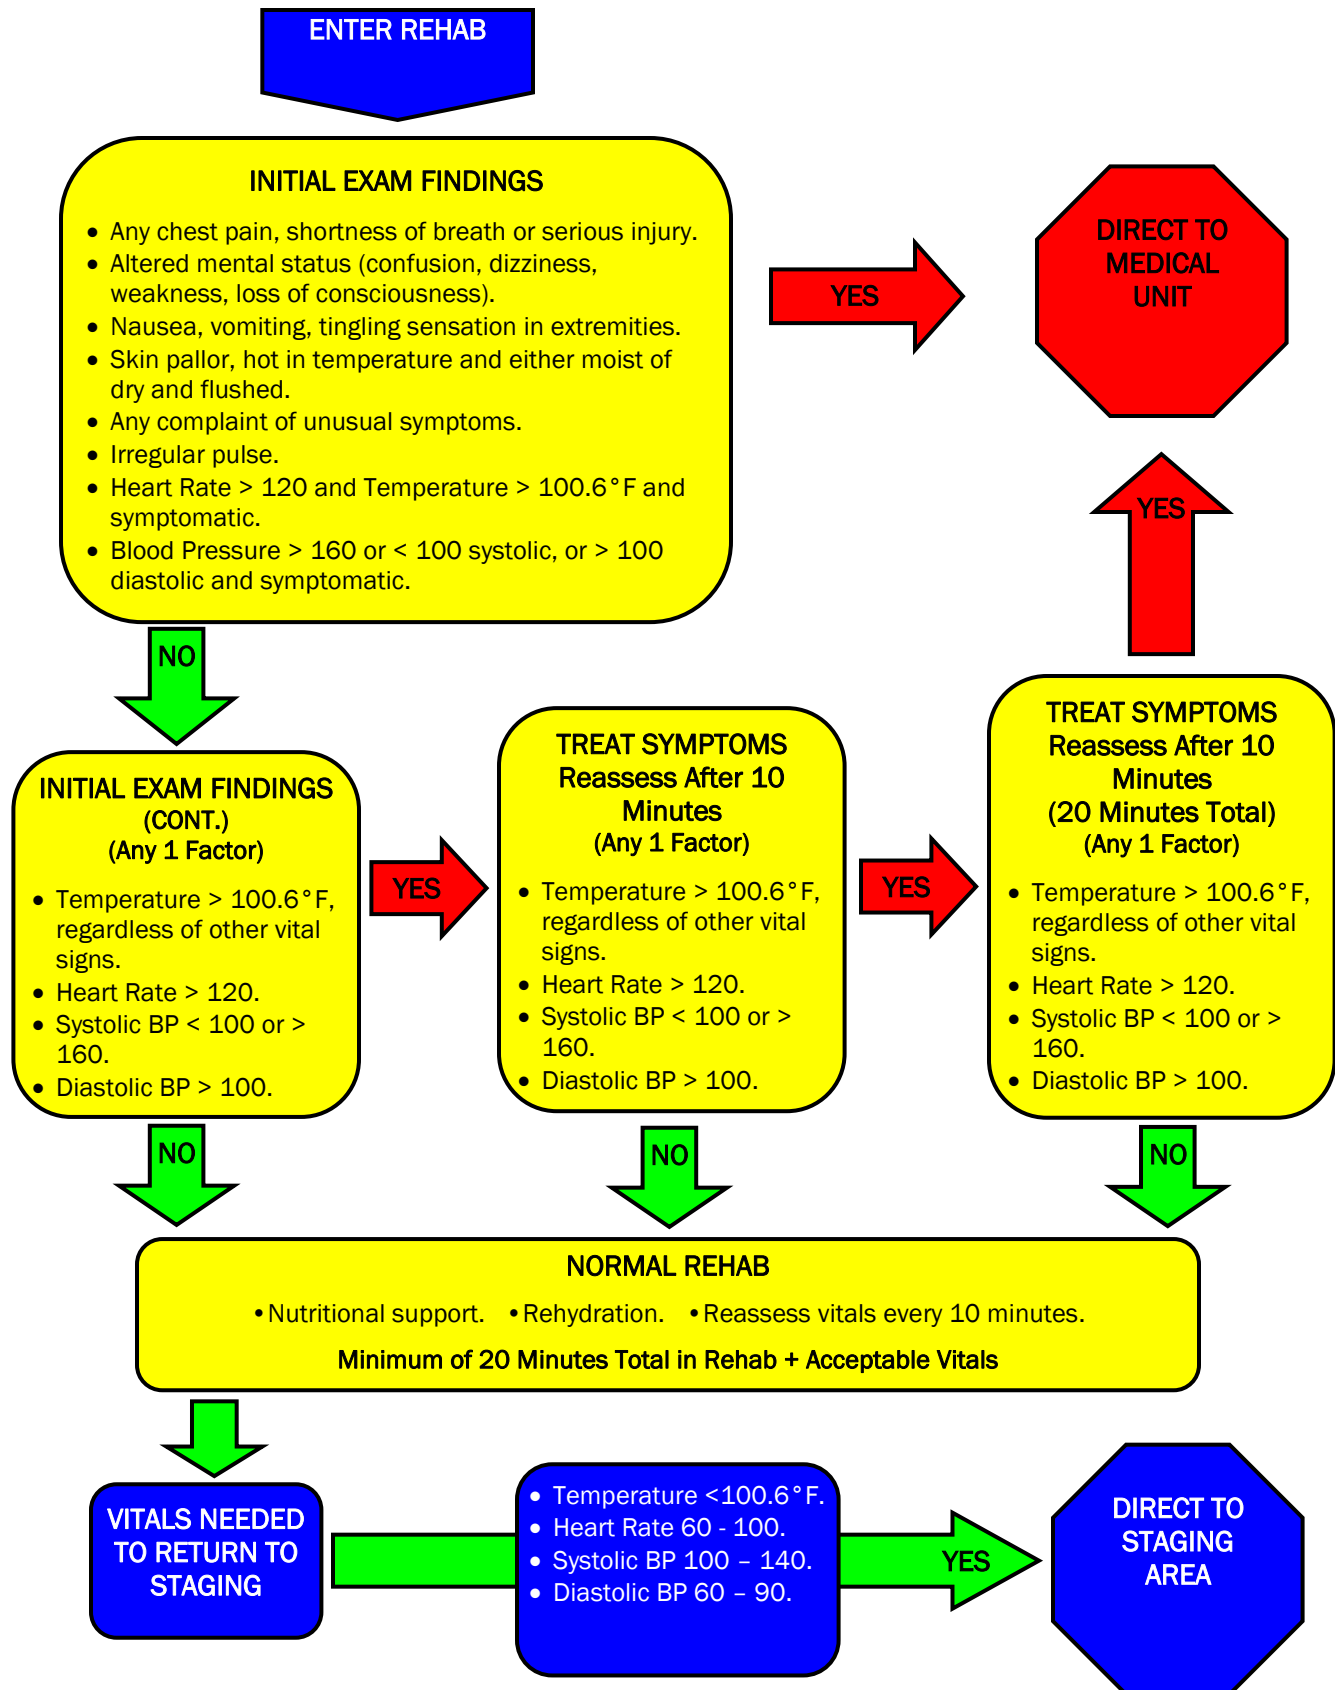 ENTER REHAB
INITIAL EXAM FINDINGS
• Any chest pain, shortness of breath or serious injury.
• Altered mental status (confusion, dizziness,
weakness, loss of consciousness).
• Nausea, vomiting, tingling sensation in extremities.
• Skin pallor, hot in temperature and either moist of
dry and flushed.
• Any complaint of unusual symptoms.
• Irregular pulse.
• Heart Rate > 120 and Temperature > 100.6°F and
symptomatic.
• Blood Pressure > 160 or < 100 systolic, or > 100
diastolic and symptomatic.
YES
DIRECT TO
MEDICAL
UNIT
YES
NO
INITIAL EXAM FINDINGS
(CONT.)
(Any 1 Factor)
• Temperature > 100.6°F,
regardless of other vital
signs.
• Heart Rate > 120.
• Systolic BP < 100 or >
160.
• Diastolic BP > 100.
YES
TREAT SYMPTOMS
Reassess After 10
Minutes
(Any 1 Factor)
• Temperature > 100.6°F,
regardless of other vital
signs.
• Heart Rate > 120.
• Systolic BP < 100 or >
160.
• Diastolic BP > 100.
YES
TREAT SYMPTOMS
Reassess After 10
Minutes
(20 Minutes Total)
(Any 1 Factor)
• Temperature > 100.6°F,
regardless of other vital
signs.
• Heart Rate > 120.
• Systolic BP < 100 or >
160.
• Diastolic BP > 100.
NO
NO
NO
NORMAL REHAB
•Nutritional support. •Rehydration. •Reassess vitals every 10 minutes.
Minimum of 20 Minutes Total in Rehab + Acceptable Vitals
VITALS NEEDED
TO RETURN TO
STAGING
• Temperature <100.6°F.
• Heart Rate 60 - 100.
• Systolic BP 100 – 140.
• Diastolic BP 60 – 90.
YES
DIRECT TO
STAGING
AREA